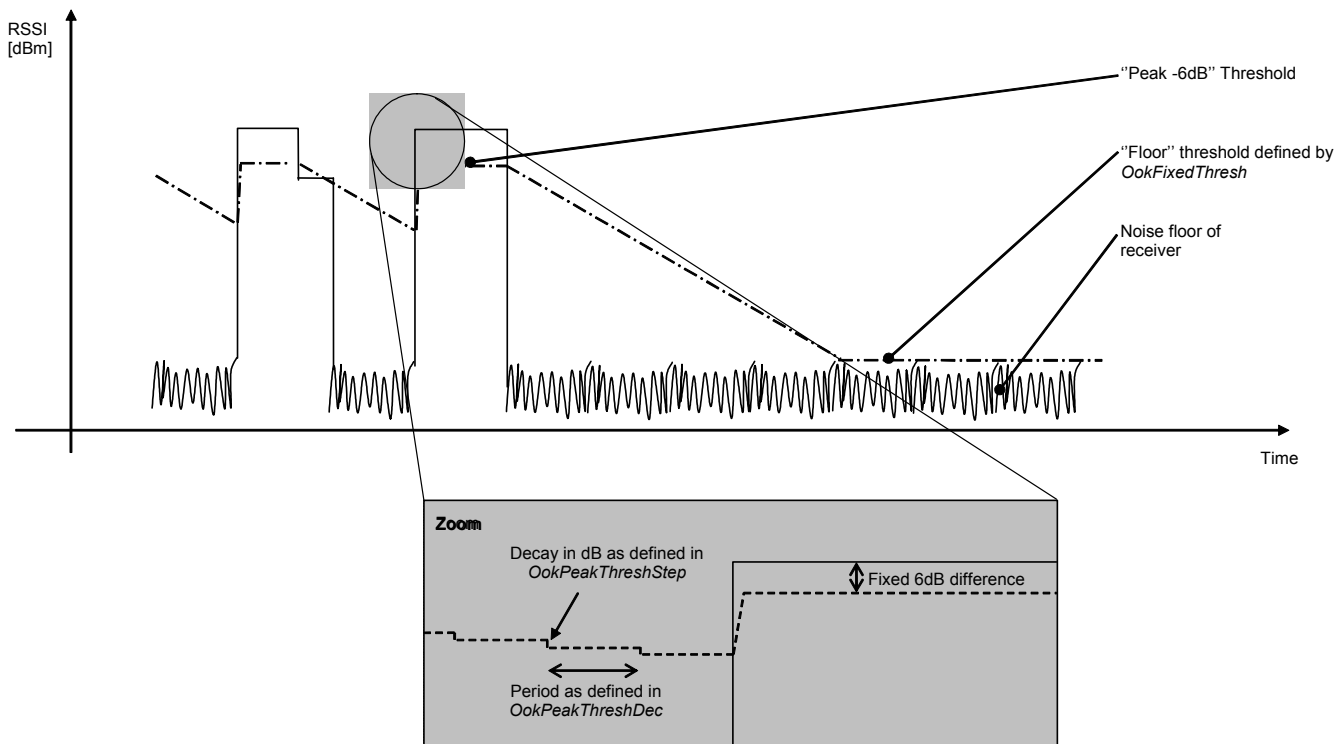 RSSI
[dBm]
‘’Peak -6dB’’ Threshold
‘’Floor’’ threshold defined by
OokFixedThresh
Noise floor of
receiver
Time
Zoom
Decay in dB as defined in
OokPeakThreshStep
Fixed 6dB difference
Period as defined in
OokPeakThreshDec